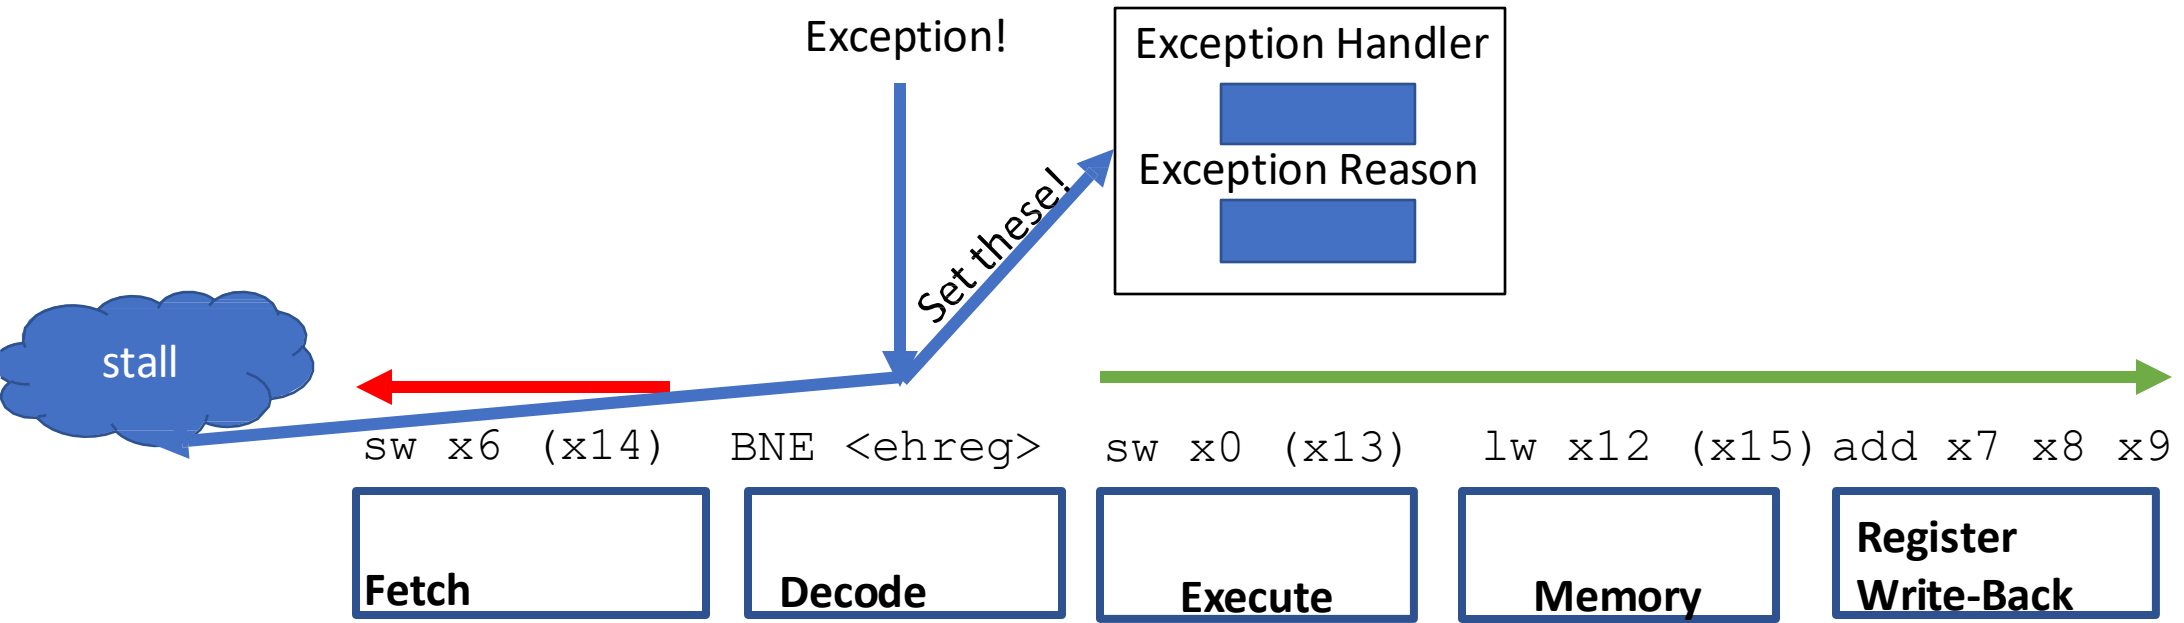 Exception!
Exception Handler
Exception Reason
Set these!
stall
sw x6 (x14)
BNE <ehreg>
sw x0 (x13)
lw x12 (x15)
add x7 x8 x9
Fetch
Decode
Execute
Memory
Register
Write-Back